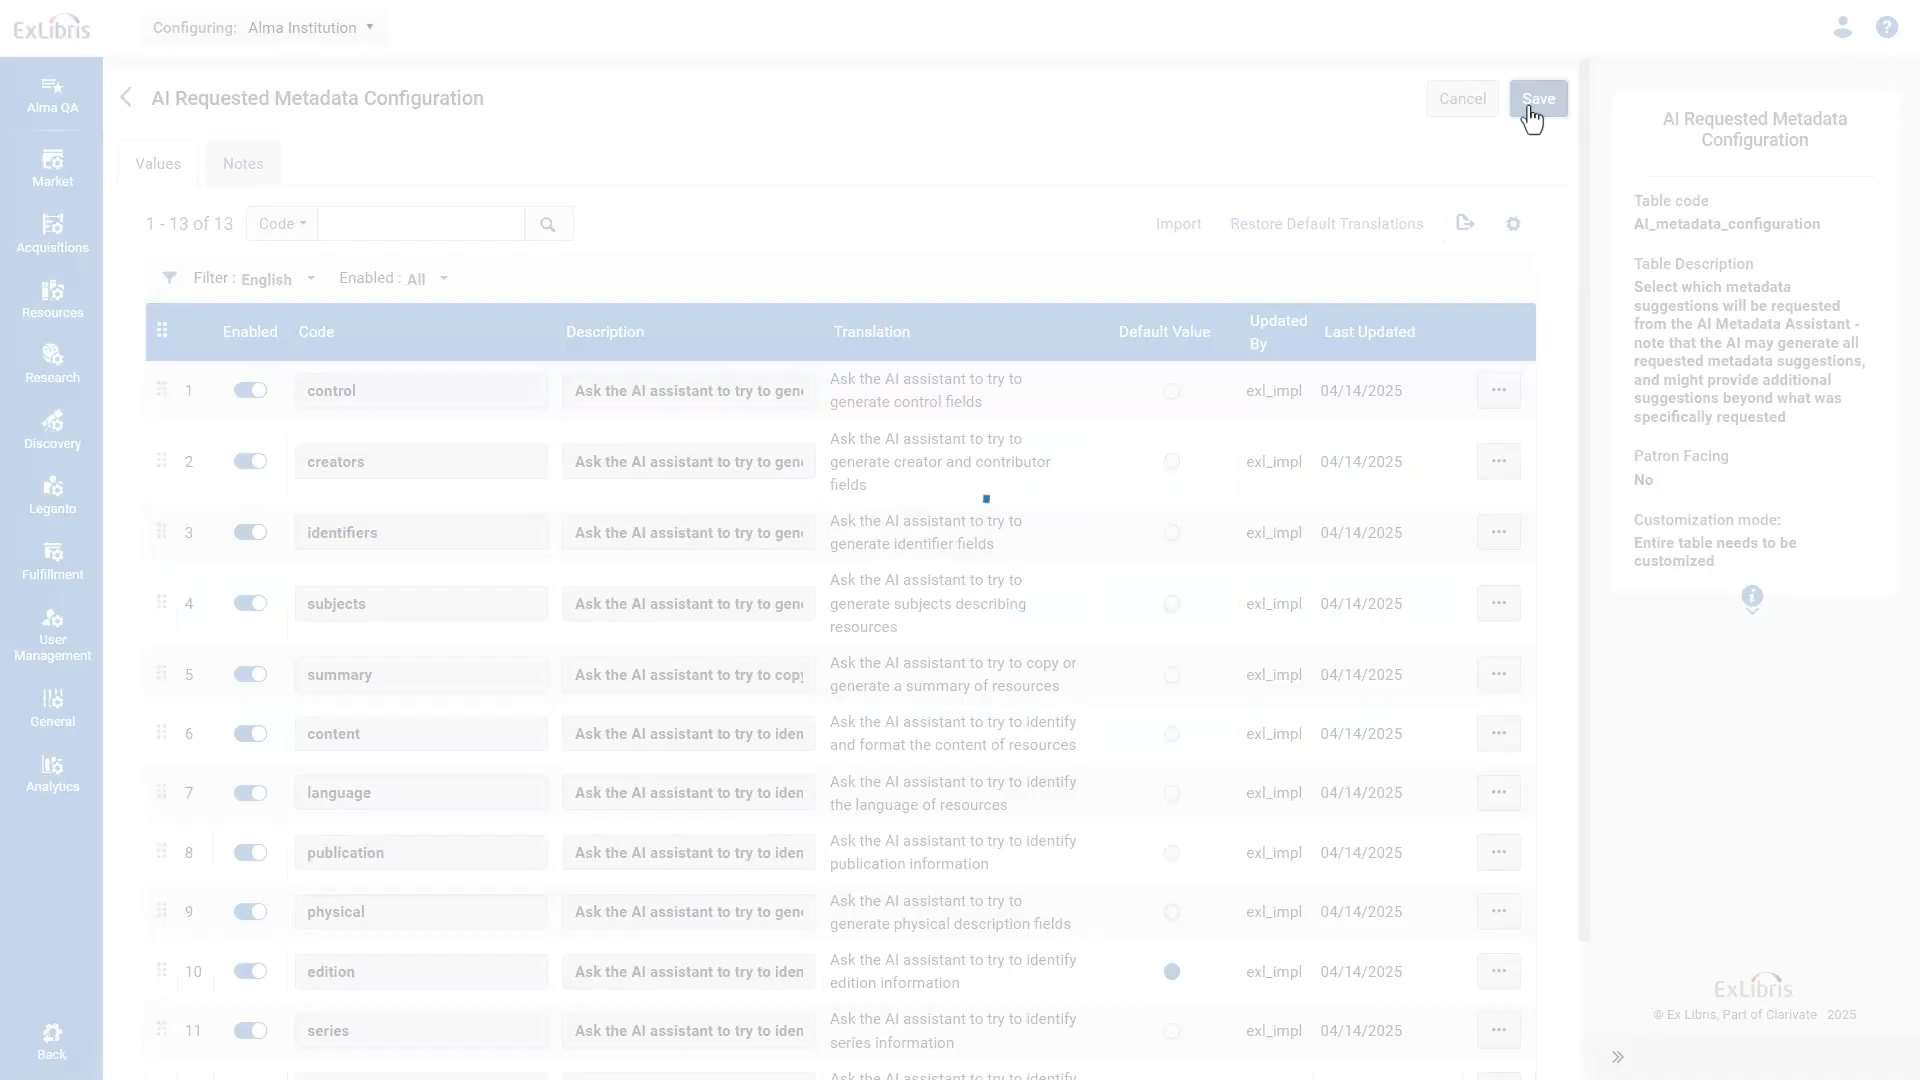 ExLibris
Configuring: Alma Institution
?
Alma QA
Market
Acquisitions
Resources
Research
Discovery
Leganto
Fulfillment
User
Management
General
Analytics
Back
AI Requested Metadata Configuration
Cancel
Save
Values
Notes
1 - 13 of 13
Code
Import
Restore Default Translations
Filter : English
Enabled : All
Enabled
Code
Description
Translation
Default Value
Updated
By
Last Updated
1
control
Ask the AI assistant to try to gen
Ask the AI assistant to try to
generate control fields
exl_impl
04/14/2025
2
creators
Ask the AI assistant to try to gen
Ask the AI assistant to try to
generate creator and contributor
fields
exl_impl
04/14/2025
3
identifiers
Ask the AI assistant to try to gen
Ask the AI assistant to try to
generate identifier fields
exl_impl
04/14/2025
4
subjects
Ask the AI assistant to try to gen
Ask the AI assistant to try to
generate subjects describing
resources
exl_impl
04/14/2025
5
summary
Ask the AI assistant to try to copy
Ask the AI assistant to try to copy or
generate a summary of resources
exl_impl
04/14/2025
6
content
Ask the AI assistant to try to iden
Ask the AI assistant to try to identify
and format the content of resources
exl_impl
04/14/2025
7
language
Ask the AI assistant to try to iden
Ask the AI assistant to try to identify
the language of resources
exl_impl
04/14/2025
8
publication
Ask the AI assistant to try to iden
Ask the AI assistant to try to identify
publication information
exl_impl
04/14/2025
9
physical
Ask the AI assistant to try to gen
Ask the AI assistant to try to
generate physical description fields
exl_impl
04/14/2025
10
edition
Ask the AI assistant to try to iden
Ask the AI assistant to try to identify
edition information
exl_impl
04/14/2025
11
series
Ask the AI assistant to try to iden
Ask the AI assistant to try to identify
series information
exl_impl
04/14/2025
Ask the AI assistant to try to identify
AI Requested Metadata
Configuration
Table code
AI_metadata_configuration
Table Description
Select which metadata
suggestions will be requested
from the AI Metadata Assistant -
note that the AI may generate all
requested metadata suggestions,
and might provide additional
suggestions beyond what was
specifically requested
Patron Facing
No
Customization mode:
Entire table needs to be
customized
ExLibris
© Ex Libris, Part of Clarivate 2025